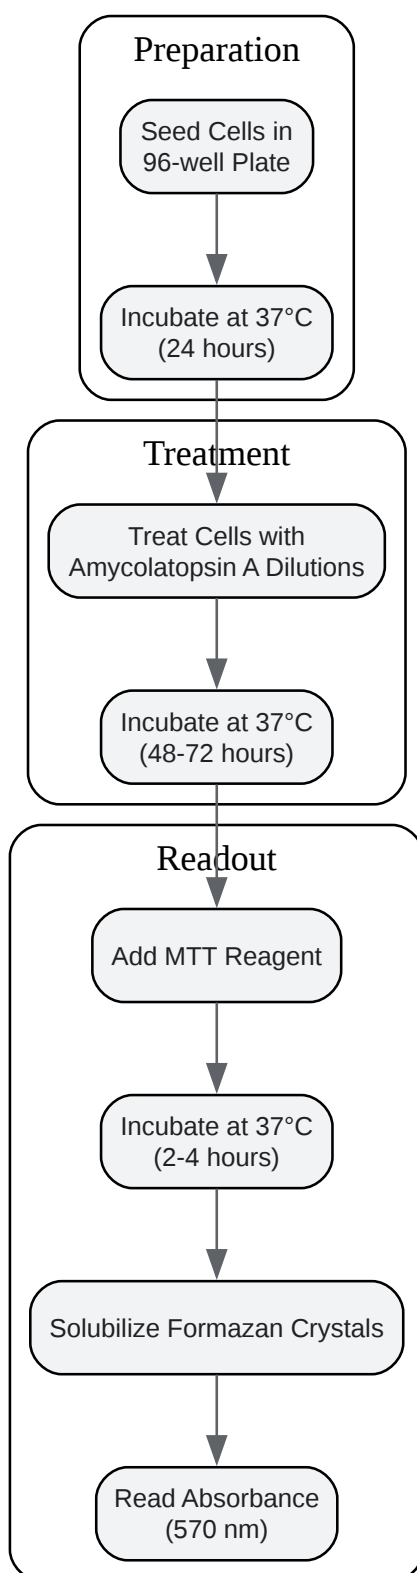 Preparation
Seed Cells in
96-well Plate
Incubate at 37°C
(24 hours)
Treatment
Treat Cells with
Amycolatopsin A Dilutions
Incubate at 37°C
(48-72 hours)
Readout
Add MTT Reagent
Incubate at 37°C
(2-4 hours)
Solubilize Formazan Crystals
Read Absorbance
(570 nm)